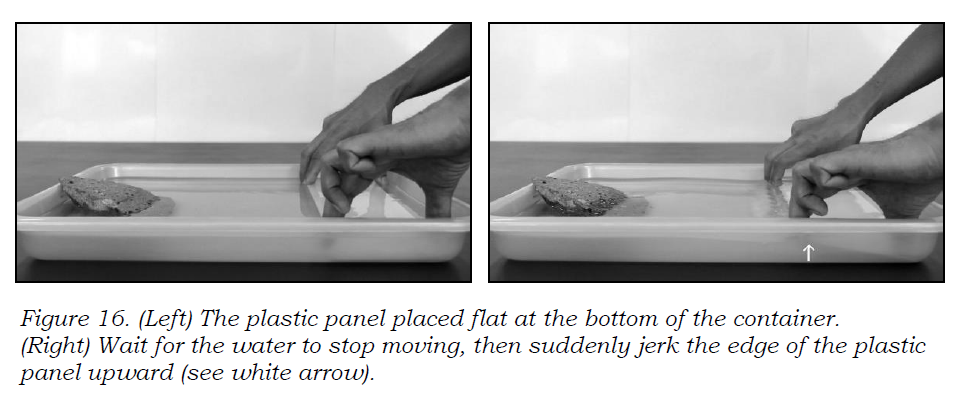 Figure 16. (Left) The plastic panel placed flat at the bottom of the container.
(Right) Wait for the water to stop moving, then suddenly jerk the edge of the plastic
panel upward (see white arrow).